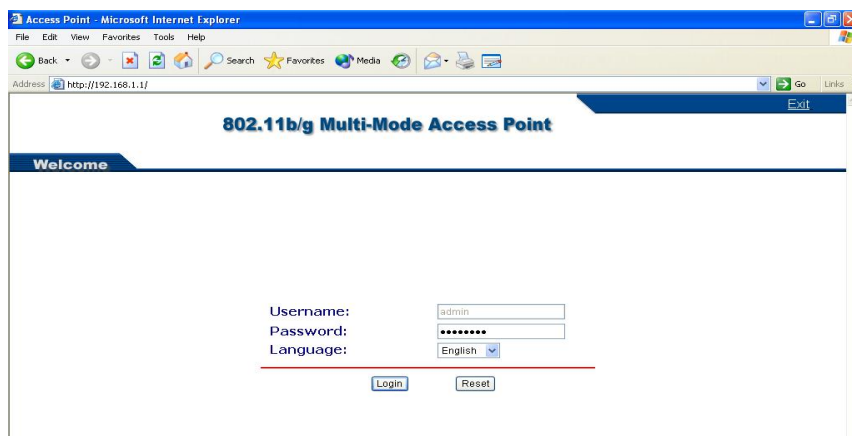 Access Point - Microsoft Internet Explorer
File Edit View Favorites Tools Help
Back Search Favorites Media
Address http://192.168.1.1/ Go Links
Exit
802.11b/g Multi-Mode Access Point
Welcome
Username: admin
Password: ••••••••
Language: English
Login Reset